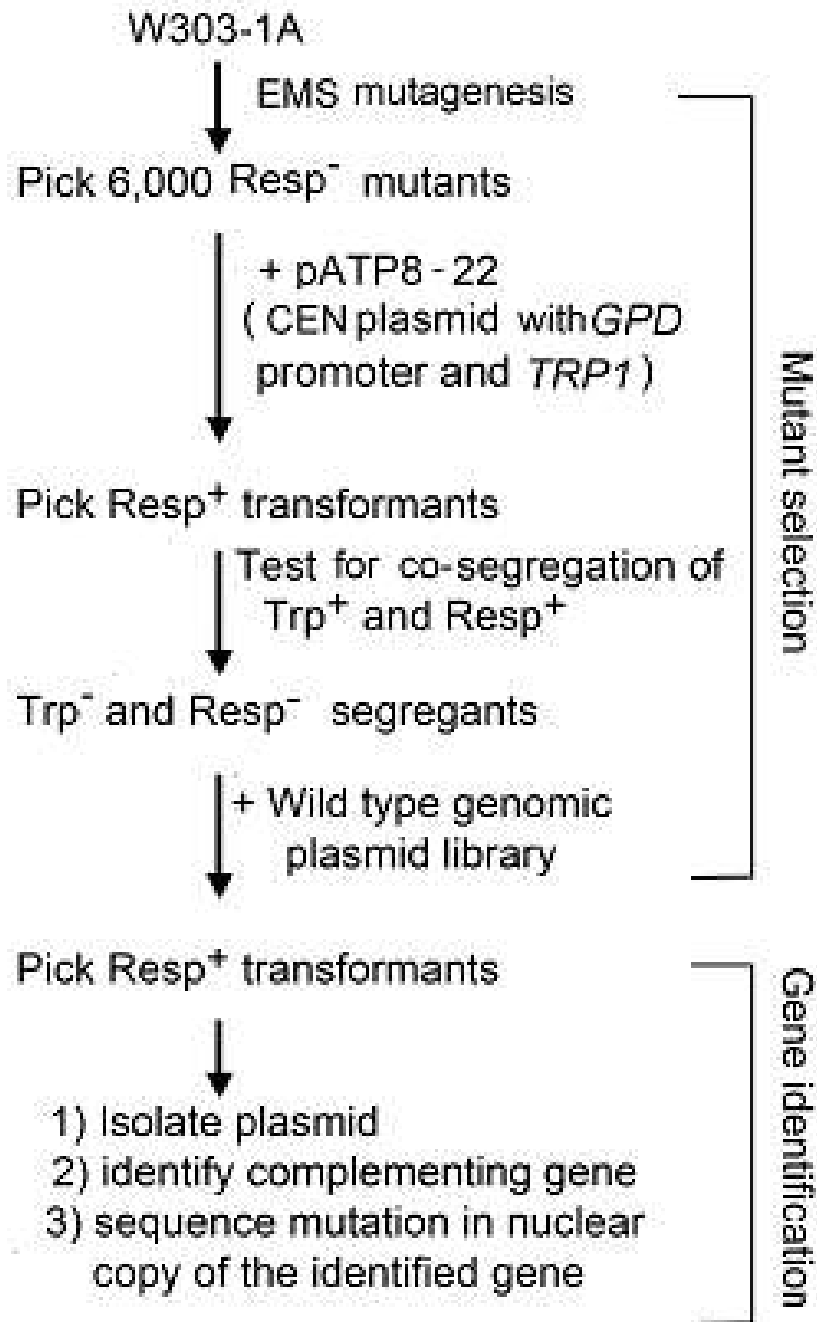 W303-1A
EMS mutagenesis
Pick 6,000 Resp⁻ mutants
+ pATP8-22
( CEN plasmid with GPD
promoter and TRP1 )
Pick Resp⁺ transformants
Test for co-segregation of
Trp⁺ and Resp⁺
Trp⁻ and Resp⁻ segregants
+ Wild type genomic
plasmid library
Mutant selection
Pick Resp⁺ transformants
1) Isolate plasmid
2) identify complementing gene
3) sequence mutation in nuclear
copy of the identified gene
Gene identification